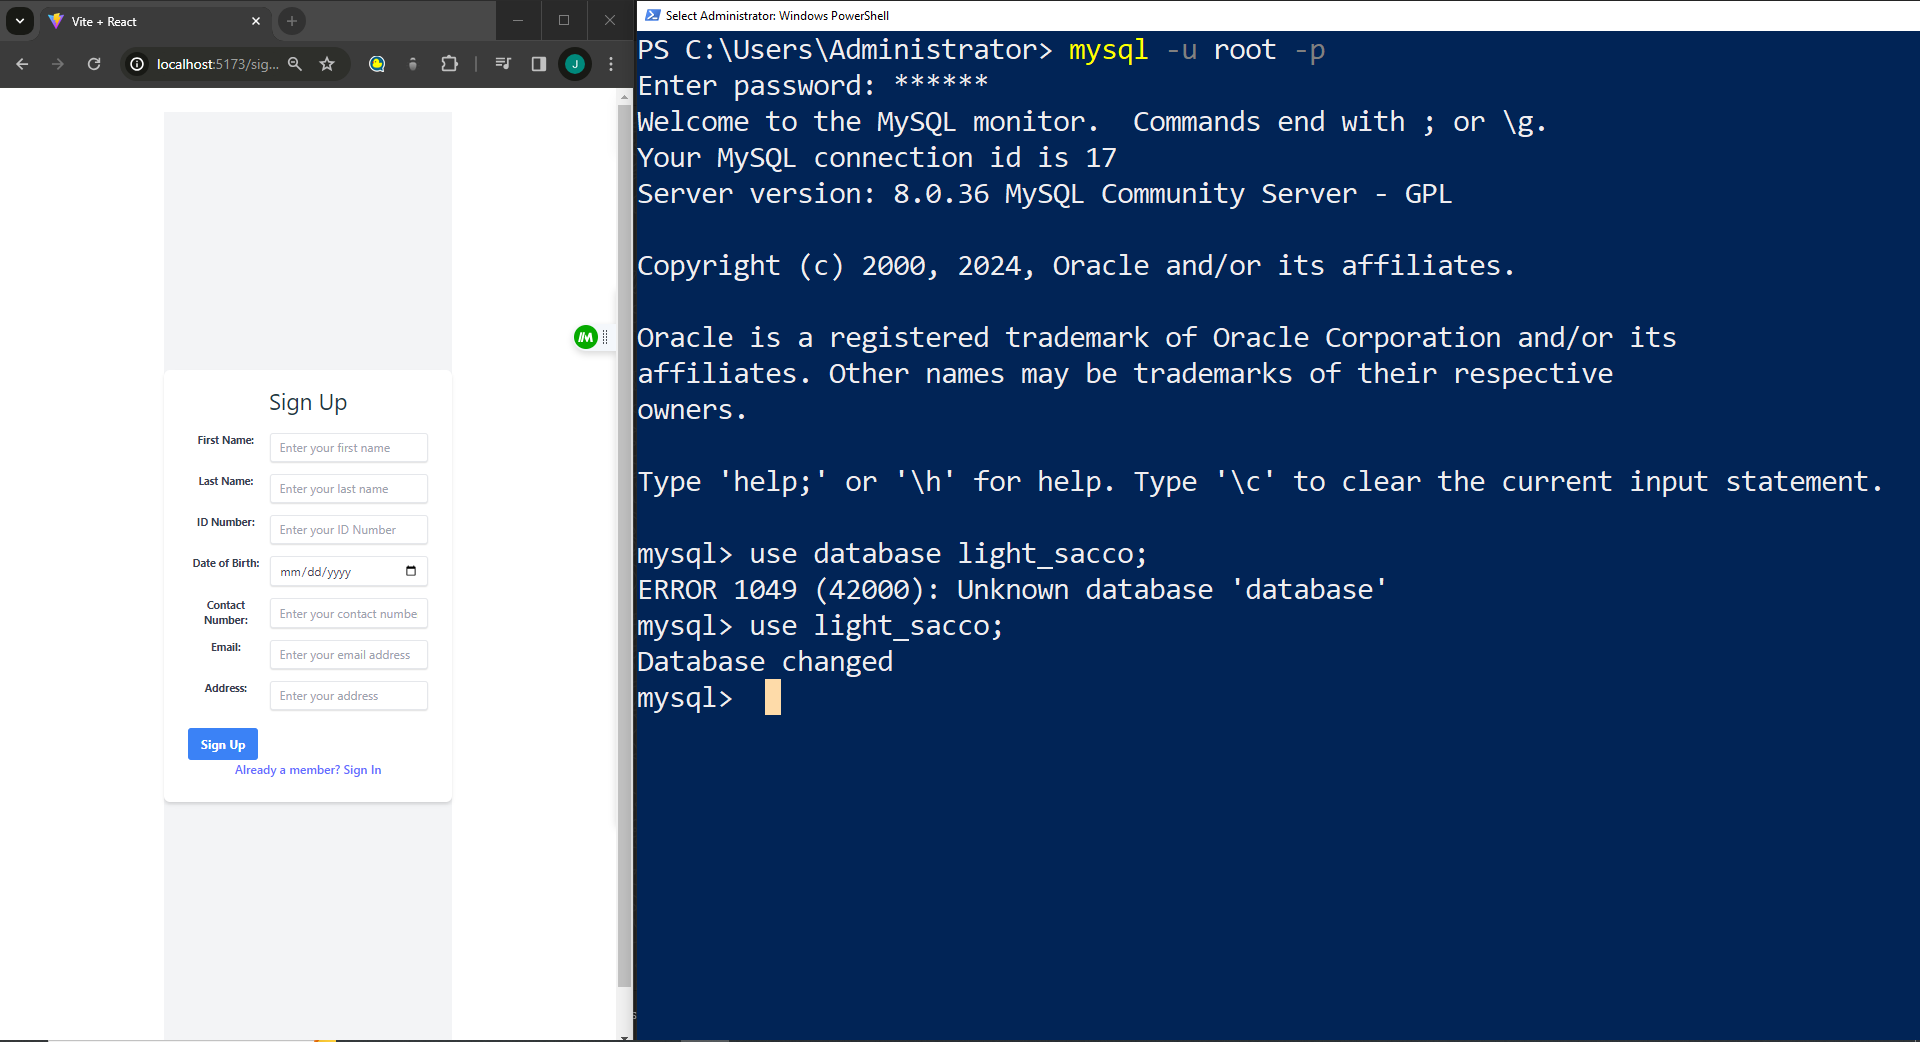 Vite + React
localhost:5173/sig...
J
Sign Up
First Name:
Enter your first name
Last Name:
Enter your last name
ID Number:
Enter your ID Number
Date of Birth:
mm/dd/yyyy
Contact
Number:
Enter your contact numbe
Email:
Enter your email address
Address:
Enter your address
Sign Up
Already a member? Sign In
Select Administrator: Windows PowerShell
PS C:\Users\Administrator> mysql -u root -p
Enter password: ******
Welcome to the MySQL monitor.  Commands end with ; or \g.
Your MySQL connection id is 17
Server version: 8.0.36 MySQL Community Server - GPL
Copyright (c) 2000, 2024, Oracle and/or its affiliates.
Oracle is a registered trademark of Oracle Corporation and/or its
affiliates. Other names may be trademarks of their respective
owners.
Type 'help;' or '\h' for help. Type '\c' to clear the current input statement.
mysql> use database light_sacco;
ERROR 1049 (42000): Unknown database 'database'
mysql> use light_sacco;
Database changed
mysql>